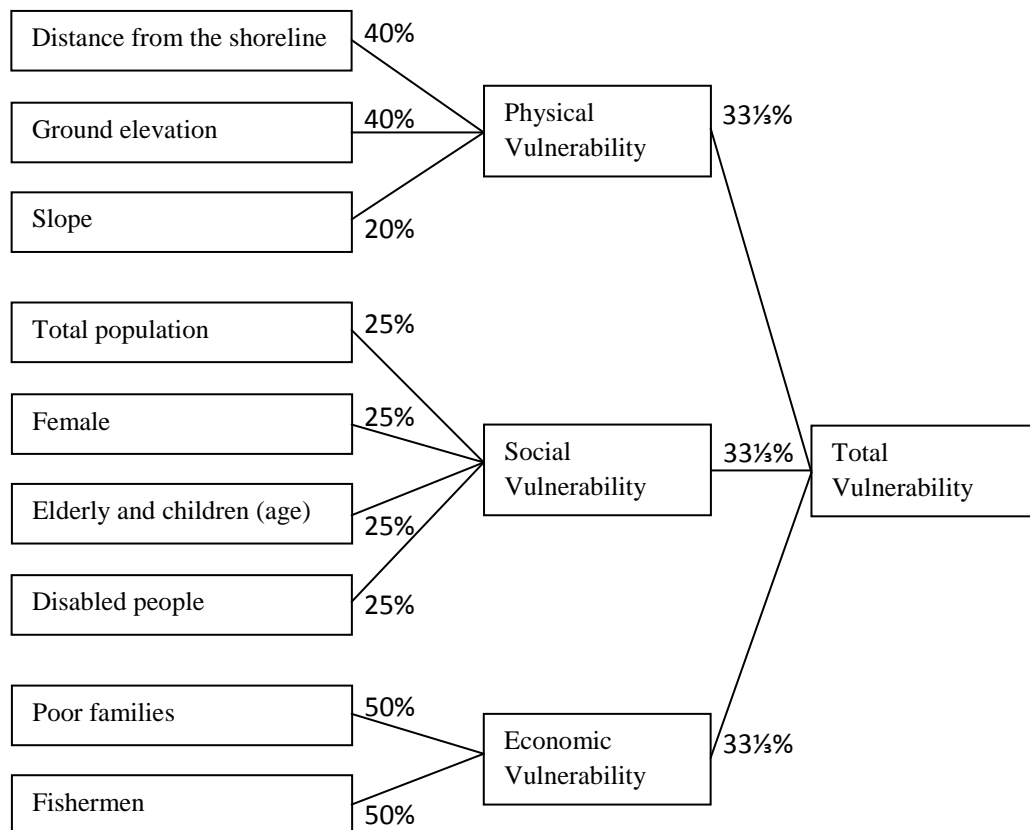 Distance from the shoreline
40%
Ground elevation
40%
Slope
20%
Physical
Vulnerability
33⅓%
Total population
25%
Female
25%
Elderly and children (age)
25%
Disabled people
25%
Social
Vulnerability
33⅓%
Total
Vulnerability
Poor families
50%
Fishermen
50%
Economic
Vulnerability
33⅓%